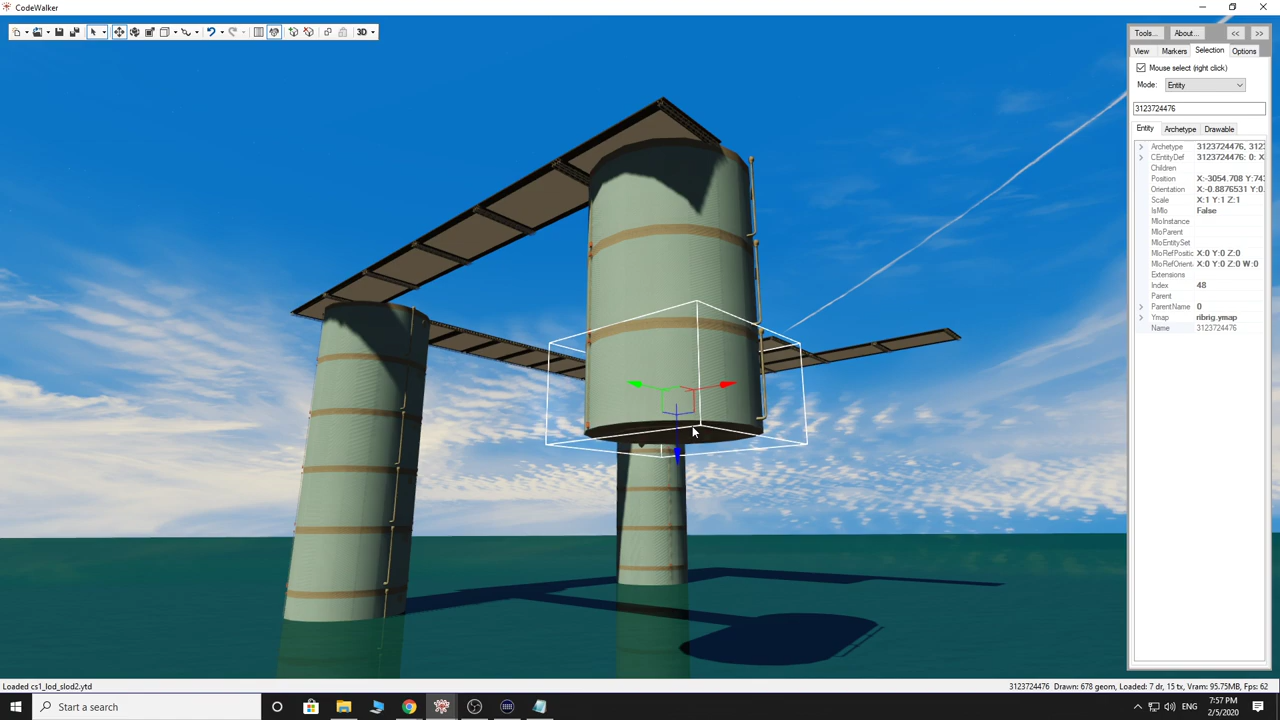 CodeWalker
3D
Tools...
About...
<<
>>
View
Markers
Selection
Options
Mouse select (right click)
Mode:
Entity
3123724476
Entity
Archetype
Drawable
Archetype 3123724476, 312
CEntityDef 3123724476: 0: X
Children
Position X:-3054.708 Y:74
Orientation X:-0.8876531 Y:0.
Scale X:1 Y:1 Z:1
IsMlo False
MloInstance
MloParent
MloEntitySet
MloRefPositic X:0 Y:0 Z:0
MloRefOrient X:0 Y:0 Z:0 W:0
Extensions
Index 48
Parent
ParentName 0
Ymap ribrig.ymap
Name 3123724476
Loaded cs1_lod_slod2.ytd
3123724476 Drawn: 678 geom, Loaded: 7 dr, 15 tx, Vram: 95.75MB, Fps: 62
Start a search
ENG
7:57 PM
2/5/2020